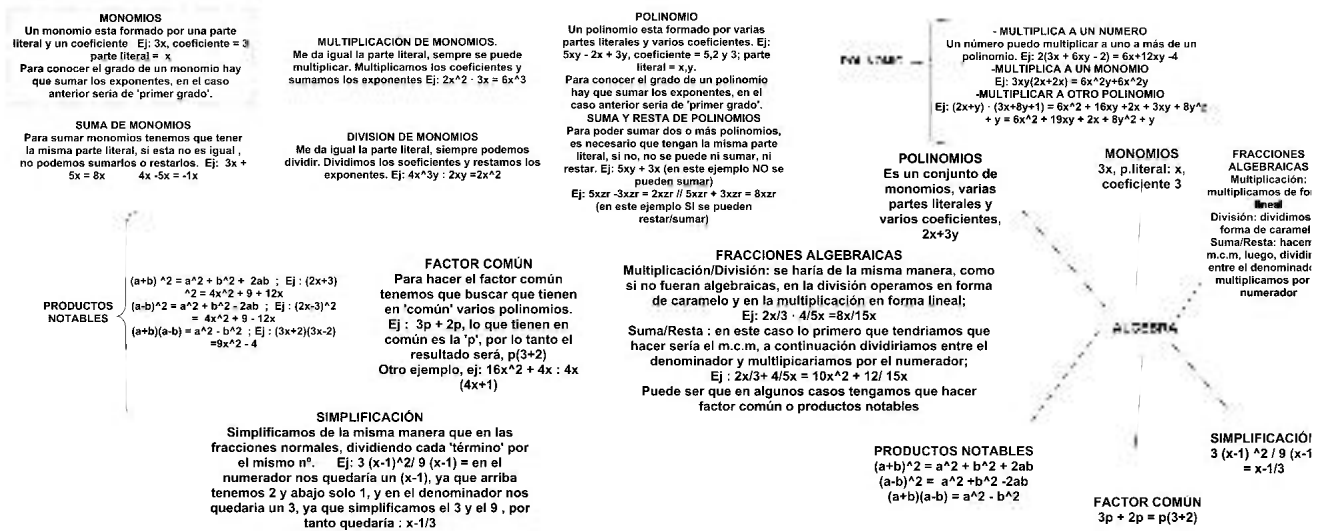 MONOMIOS
Un monomio esta formado por una parte
literal y un coeficiente Ej: 3x, coeficiente = 3
parte literal = x
Para conocer el grado de un monomio hay
que sumar los exponentes, en el caso
anterior seria de 'primer grado'.
SUMA DE MONOMIOS
Para sumar monomios tenemos que tener
la misma parte literal, si esta no es igual ,
no podemos sumarlos o restarlos. Ej: 3x +
5x = 8x 4x -5x = -1x
MULTIPLICACION DE MONOMIOS.
Me da igual la parte literal, sempre se puede
multiplicar. Multiplicamos los coeficientes y
sumamos los exponentes Ej: 2x^2 · 3x = 6x^3
DIVISION DE MONOMIOS
Me da igual la parte literal, siempre podemos
dividir. Dividimos los soeficientes y restamos los
exponentes. Ej: 4x^3y : 2xy =2x^2
POLINOMIO
Un polinomio esta formado por varias
partes literales y varios coeficientes. Ej:
5xy - 2x + 3y, coeficiente = 5,2 y 3; parte
literal = x,y.
Para conocer el grado de un polinomio
hay que sumar los exponentes, en el
caso anterior seria de 'primer grado'.
SUMA Y RESTA DE POLINOMIOS
Para poder sumar dos o más polinomios,
es necesario que tengan la misma parte
literal, si no, no se puede ni sumar, ni
restar. Ej: 5xy + 3x (en este ejemplo NO se
pueden sumar)
Ej: 5xzr -3xzr = 2xzr // 5xzr + 3xzr = 8xzr
(en este ejemplo SI se pueden
restar/sumar)
POLINOMIO
- MULTIPLICA A UN NUMERO
Un número puedo multiplicar a uno a más de un
polinomio. Ej: 2(3x + 6xy - 2) = 6x+12xy -4
-MULTIPLICA A UN MONOMIO
Ej: 3xy(2x+2x) = 6x^2y+6x^2y
-MULTIPLICAR A OTRO POLINOMIO
Ej: (2x+y) · (3x+8y+1) = 6x^2 + 16xy +2x + 3xy + 8y^2
+ y = 6x^2 + 19xy + 2x + 8y^2 + y
POLINOMIOS
Es un conjunto de
monomios, varias
partes literales y
varios coeficientes,
2x+3y
MONOMIOS
3x, p.literal: x,
coeficiente 3
FRACCIONES
ALGEBRAICAS
Multiplicación:
multiplicamos de
lineal
División: dividimos
forma de
Suma/Resta:
m.c.m, luego,
entre el
multiplicamos por
numerador
PRODUCTOS
NOTABLES
(a+b) ^2 = a^2 + b^2 + 2ab ; Ej : (2x+3)
^2 = 4x^2 + 9 + 12x
(a-b)^2 = a^2 + b^2 - 2ab ; Ej : (2x-3)^2
= 4x^2 + 9 - 12x
(a+b)(a-b) = a^2 - b^2 ; Ej : (3x+2)(3x-2)
=9x^2 - 4
FACTOR COMÚN
Para hacer el factor común
tenemos que buscar que tienen
en 'común' varios polinomios.
Ej : 3p + 2p, lo que tienen en
común es la 'p', por lo tanto el
resultado será, p(3+2)
Otro ejemplo, ej: 16x^2 + 4x : 4x
(4x+1)
FRACCIONES ALGEBRAICAS
Multiplicación/División: se haría de la misma manera, como
si no fueran algebraicas, en la división operamos en forma
de caramelo y en la multiplicación en forma lineal;
Ej: 2x/3 · 4/5x =8x/15x
Suma/Resta : en este caso lo primero que tendriamos que
hacer sería el m.c.m, a continuación dividiriamos entre el
denominador y multlipicariamos por el numerador;
Ej : 2x/3+ 4/5x = 10x^2 + 12/ 15x
Puede ser que en algunos casos tengamos que hacer
factor común o productos notables
ALGEBRA
SIMPLIFICACIÓN
Simplificamos de la misma manera que en las
fracciones normales, dividiendo cada 'término' por
el mismo nº. Ej: 3 (x-1)^2/ 9 (x-1) = en el
numerador nos quedaría un (x-1), ya que arriba
tenemos 2 y abajo solo 1, y en el denominador nos
quedaria un 3, ya que simplificamos el 3 y el 9 , por
tanto quedaría : x-1/3
PRODUCTOS NOTABLES
(a+b)^2 = a^2 + b^2 + 2ab
(a-b)^2 = a^2 +b^2 -2ab
(a+b)(a-b) = a^2 - b^2
FACTOR COMÚN
3p + 2p = p(3+2)
3 (x-1) ^2 / 9 (x-1
= x-1/3